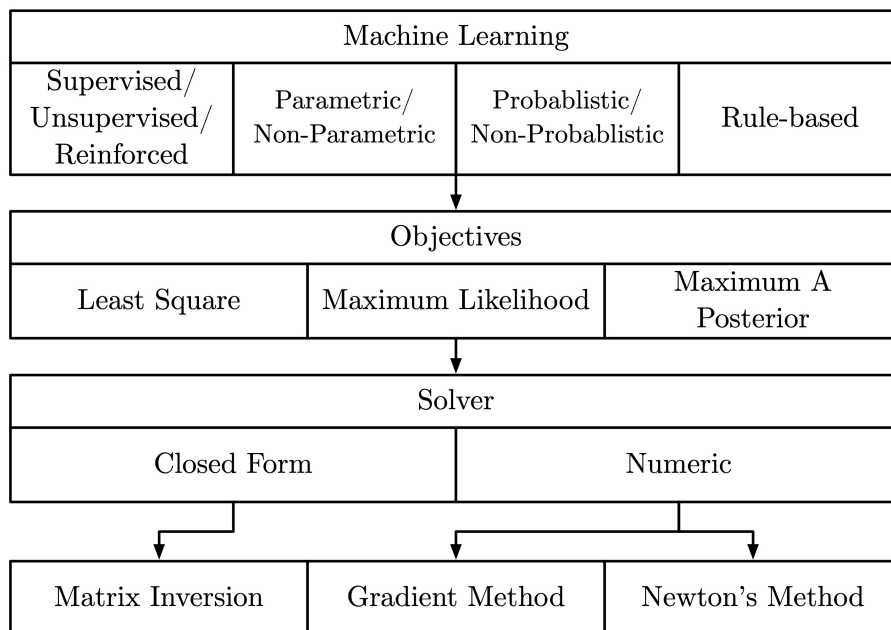 Machine Learning
Supervised/
Unsupervised/
Reinforced
Parametric/
Non-Parametric
Probablistic/
Non-Probablistic
Rule-based
Objectives
Least Square
Maximum Likelihood
Maximum A
Posterior
Solver
Closed Form
Numeric
Matrix Inversion
Gradient Method
Newton's Method